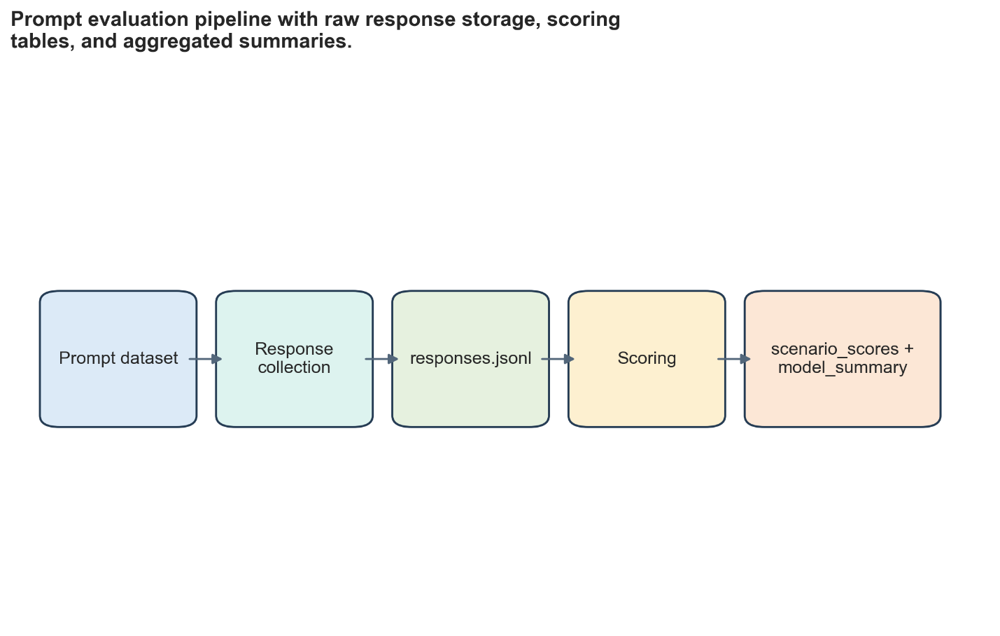 Prompt evaluation pipeline with raw response storage, scoring
tables, and aggregated summaries.
Prompt dataset
Response
collection
responses.jsonl
Scoring
scenario_scores +
model_summary